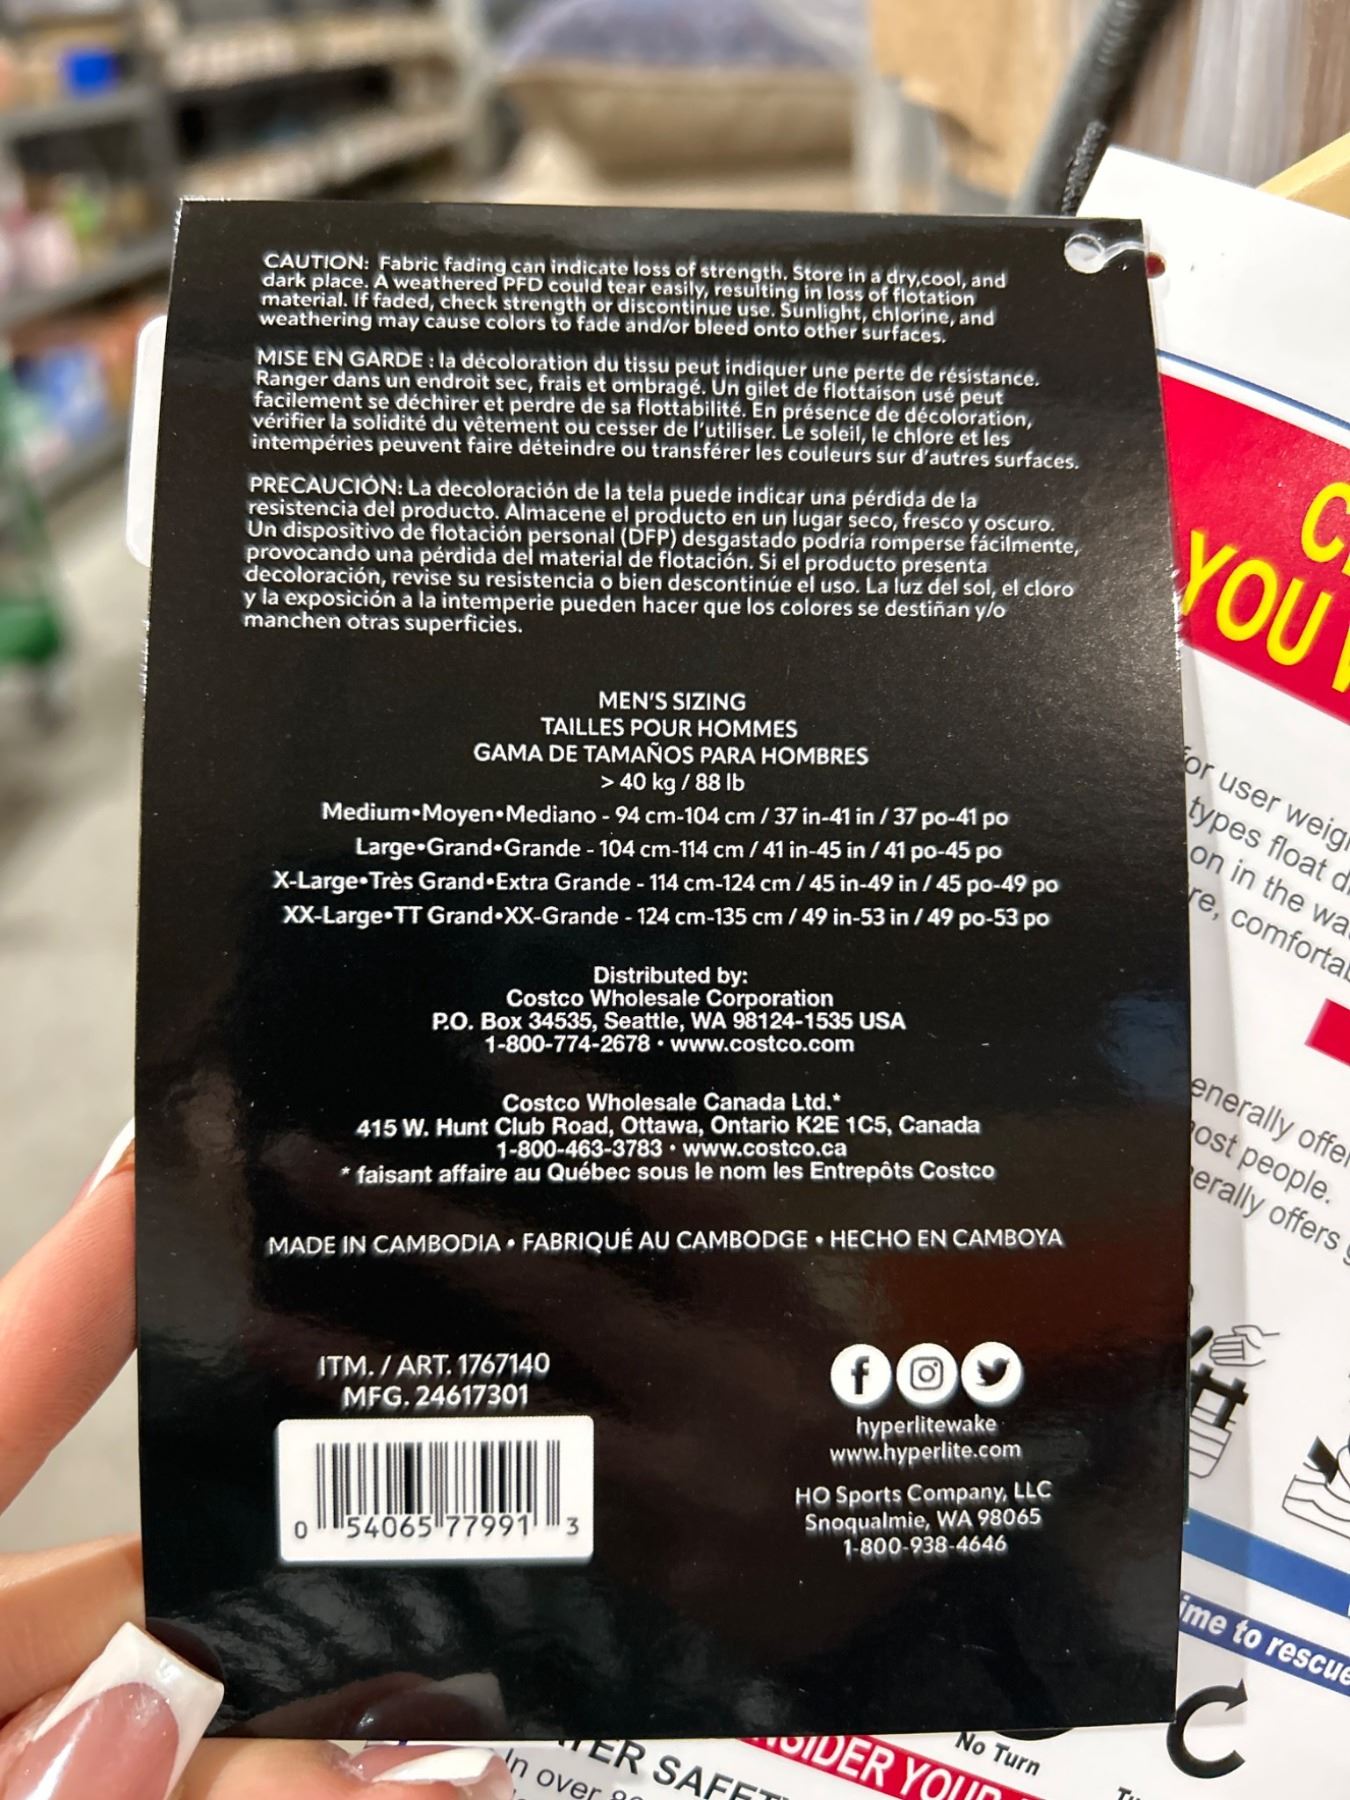 CAUTION: Fabric fading can indicate loss of strength. Store in a dry,cool, and
dark place. A weathered PFD could tear easily, resulting in loss of flotation
material. If faded, check strength or discontinue use. Sunlight, chlorine, and
weathering may cause colors to fade and/or bleed onto other surfaces.
MISE EN GARDE : la décoloration du tissu peut indiquer une perte de résistance.
Ranger dans un endroit sec, frais et ombragé. Un gilet de flottaison usé peut
facilement se déchirer et perdre de sa flottabilité. En présence de décoloration,
vérifier la solidité du vêtement ou cesser de l'utiliser. Le soleil, le chlore et les
intempéries peuvent faire déteindre ou transférer les couleurs sur d'autres surfaces.
PRECAUCIÓN: La decoloración de la tela puede indicar una pérdida de la
resistencia del producto. Almacene el producto en un lugar seco, fresco y oscuro.
Un dispositivo de flotación personal (DFP) desgastado podría romperse fácilmente,
provocando una pérdida del material de flotación. Si el producto presenta
decoloración, revise su resistencia o bien descontinúe el uso. La luz del sol, el cloro
y la exposición a la intemperie pueden hacer que los colores se destiñan y/o
manchen otras superficies.
MEN'S SIZING
TAILLES POUR HOMMES
GAMA DE TAMAÑOS PARA HOMBRES
> 40 kg / 88 lb
Medium•Moyen•Mediano - 94 cm-104 cm / 37 in-41 in / 37 po-41 po
Large•Grand•Grande - 104 cm-114 cm / 41 in-45 in / 41 po-45 po
X-Large•Très Grand•Extra Grande - 114 cm-124 cm / 45 in-49 in / 45 po-49 po
XX-Large•TT Grand•XX-Grande - 124 cm-135 cm / 49 in-53 in / 49 po-53 po
Distributed by:
Costco Wholesale Corporation
P.O. Box 34535, Seattle, WA 98124-1535 USA
1-800-774-2678 • www.costco.com
Costco Wholesale Canada Ltd.*
415 W. Hunt Club Road, Ottawa, Ontario K2E 1C5, Canada
1-800-463-3783 • www.costco.ca
* faisant affaire au Québec sous le nom les Entrepôts Costco
MADE IN CAMBODIA • FABRIQUÉ AU CAMBODGE • HECHO EN CAMBOYA
ITM. / ART. 1767140
MFG. 24617301
0 54065 77991 3
hyperlitewake
www.hyperlite.com
HO Sports Company, LLC
Snoqualmie, WA 98065
1-800-938-4646
YOU
for user
types float
on in the
comfortable
offer
most people.
offers
time to rescue
No Turn
YOUR
In over